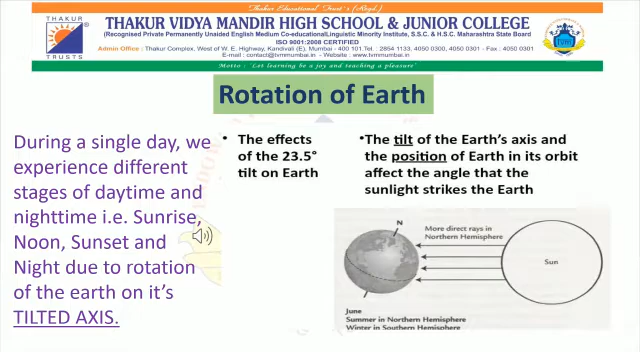 Thakur Educational Trust's (Regd.)
THAKUR
TRUSTS
THAKUR VIDYA MANDIR HIGH SCHOOL & JUNIOR COLLEGE
(Recognised Private Permanently Unaided English Medium Co-educationalLinguistic Minority Institute, S.S.C. & H.S.C. Maharashtra State Board
ISO 9001:2008 CERTIFIED
Admin Office : Thakur Complex, West of W. E. Highway, Kandivali (E), Mumbai - 400 101.Tel. : 2854 1133, 4050 0300, 4050 0301 - Fax : 4050 0301
E-mail : contact@tvmmumbai.in - Website : www.tvmmumbai.in
tvm
Motto : "Let learning be a joy and teaching a pleasure"
Rotation of Earth
During a single day, we
experience different
stages of daytime and
nighttime i.e. Sunrise,
Noon, Sunset and
Night due to rotation
of the earth on it's
TILTED AXIS.
• The effects
of the 23.5°
tilt on Earth
•The tilt of the Earth's axis and
the position of Earth in its orbit
affect the angle that the
sunlight strikes the Earth
N
More direct rays in
Northern Hemisphere
Sun
June
Summer in Northern Hemisphere
Winter in Southern Hemisphere